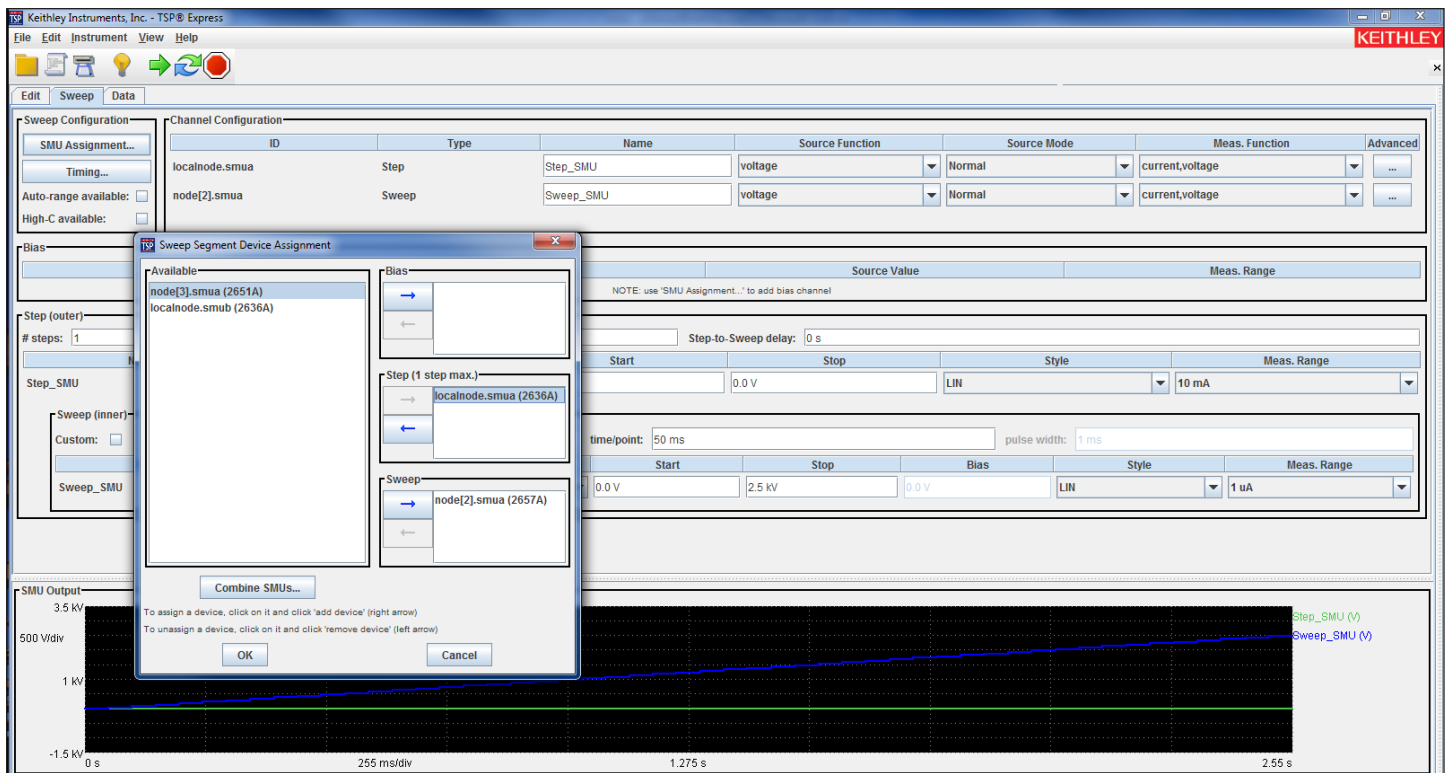 TSP Keithley Instruments, Inc. - TSP® Express
File Edit Instrument View Help
KEITHLEY
Edit Sweep Data
Sweep Configuration
SMU Assignment...
Timing...
Auto-range available:
High-C available:
Channel Configuration
ID Type Name Source Function Source Mode Meas. Function Advanced
localnode.smua Step Step_SMU voltage Normal current,voltage ...
node[2].smua Sweep Sweep_SMU voltage Normal current,voltage ...
Bias
Source Value Meas. Range
NOTE: use 'SMU Assignment...' to add bias channel
Step (outer)
# steps: 1 Step-to-Sweep delay: 0 s
N Start Stop Style Meas. Range
Step_SMU 0.0 V LIN 10 mA
Sweep (inner)
Custom: time/point: 50 ms pulse width: 1 ms
Start Stop Bias Style Meas. Range
Sweep_SMU 0.0 V 2.5 kV 0.0 V LIN 1 uA
TSP Sweep Segment Device Assignment
Available
node[3].smua (2651A)
localnode.smub (2636A)
Bias
Step (1 step max.)
localnode.smua (2636A)
Sweep
node[2].smua (2657A)
Combine SMUs...
To assign a device, click on it and click 'add device' (right arrow)
To unassign a device, click on it and click 'remove device' (left arrow)
OK Cancel
SMU Output
3.5 kV
500 V/div
1 kV
-1.5 kV
0 s 255 ms/div 1.275 s 2.55 s
Step_SMU (V)
Sweep_SMU (V)